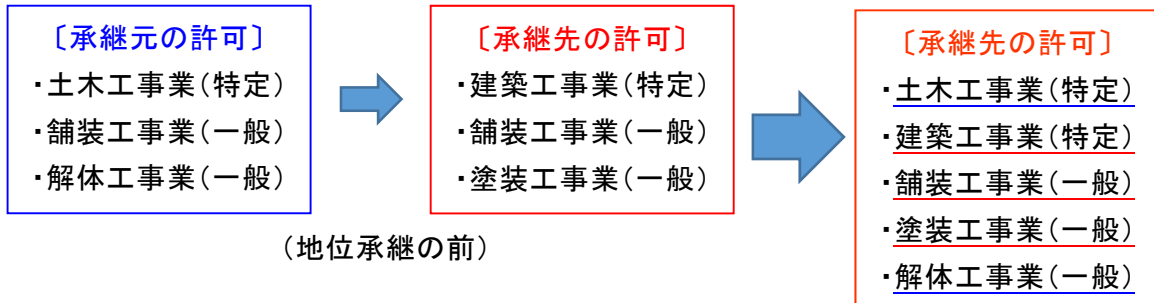 〔承継元の許可〕
・土木工事業(特定)
・舗装工事業(一般)
・解体工事業(一般)
〔承継先の許可〕
・建築工事業(特定)
・舗装工事業(一般)
・塗装工事業(一般)
(地位承継の前)
〔承継先の許可〕
・土木工事業(特定)
・建築工事業(特定)
・舗装工事業(一般)
・塗装工事業(一般)
・解体工事業(一般)